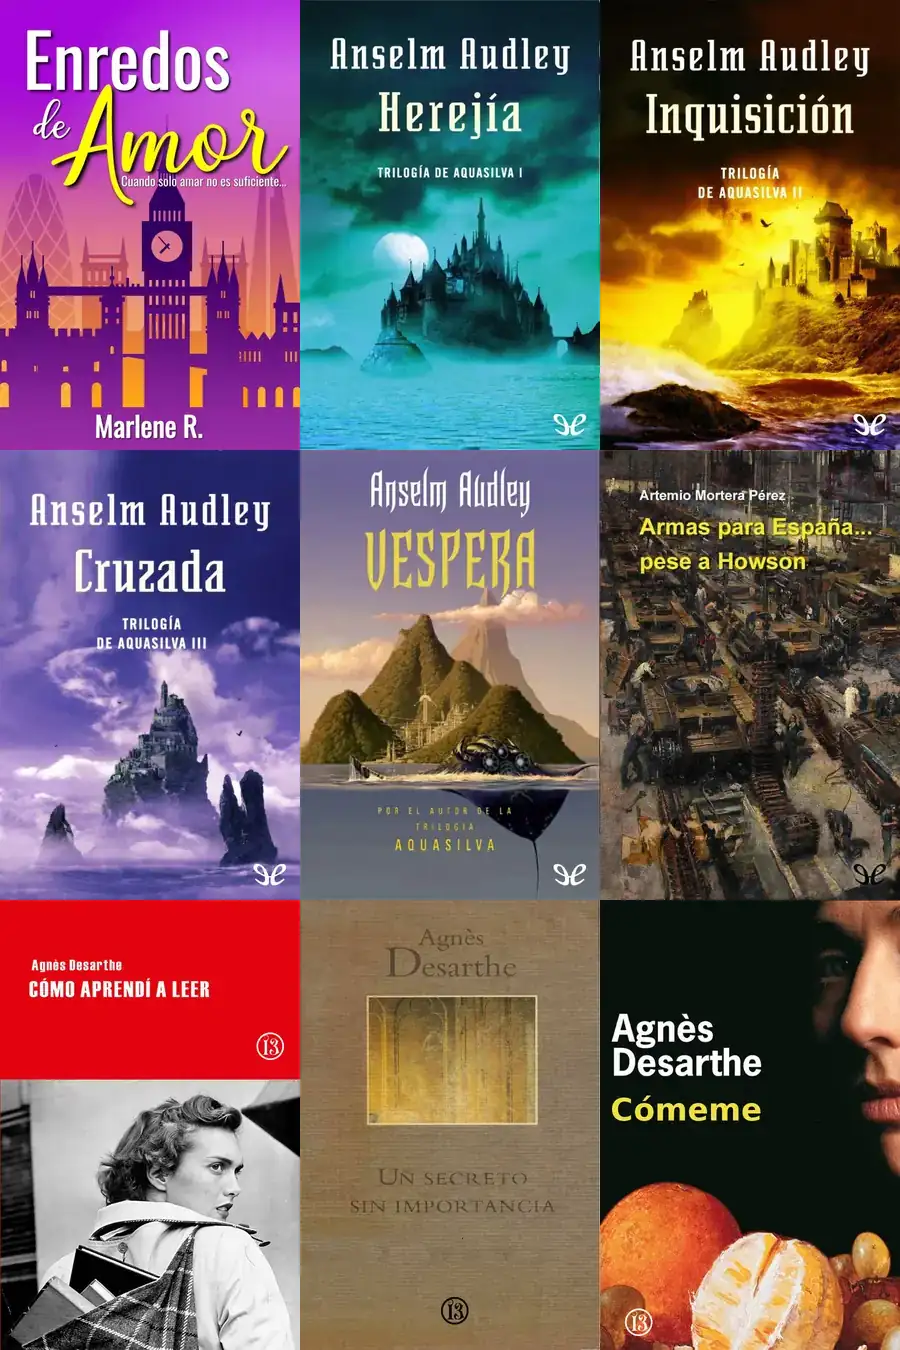 Enredos
de Amor
Cuando solo amar no es suficiente...
Marlene R.
Anselm Audley
Herejía
TRILOGÍA DE AQUASILVA I
Anselm Audley
Inquisición
TRILOGÍA
DE AQUASILVA II
Anselm Audley
Cruzada
TRILOGÍA
DE AQUASILVA III
Anselm Audley
VESPERA
POR EL AUTOR DE LA
TRILOGÍA
AQUASILVA
Artemio Mortera Pérez
Armas para España...
pese a Howson
Agnès Desarthe
CÓMO APRENDÍ A LEER
13
Agnès
Desarthe
UN SECRETO
SIN IMPORTANCIA
13
Agnès
Desarthe
Cómeme
13